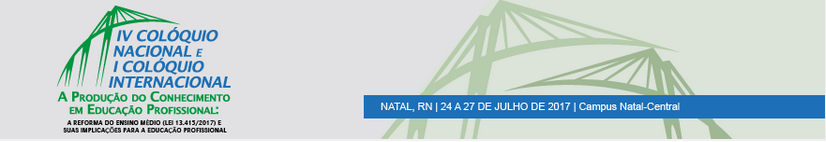 IV COLÓQUIO
NACIONAL E
I COLÓQUIO
INTERNACIONAL
A PRODUÇÃO DO CONHECIMENTO
EM EDUCAÇÃO PROFISSIONAL:
A REFORMA DO ENSINO MÉDIO (LEI 13.415/2017) E
SUAS IMPLICAÇÕES PARA A EDUCAÇÃO PROFISSIONAL
NATAL, RN | 24 A 27 DE JULHO DE 2017 | Campus Natal-Central